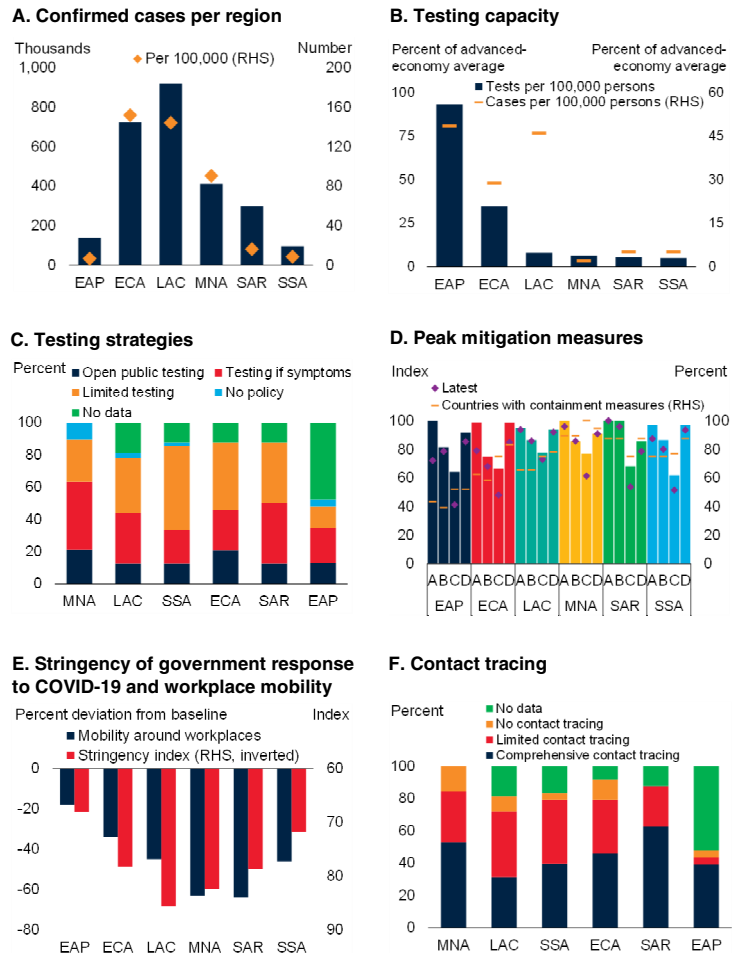 A. Confirmed cases per region
Thousands
Number
Per 100,000 (RHS)
1,000
800
600
400
200
0
200
160
120
80
40
0
EAP ECA LAC MNA SAR SSA
B. Testing capacity
Percent of advanced-
economy average
Percent of advanced-
economy average
Tests per 100,000 persons
Cases per 100,000 persons (RHS)
100
75
50
25
0
60
45
30
15
0
EAP ECA LAC MNA SAR SSA
C. Testing strategies
Percent
Open public testing
Testing if symptoms
Limited testing
No policy
No data
100
80
60
40
20
0
MNA LAC SSA ECA SAR EAP
D. Peak mitigation measures
Index
Percent
Latest
Countries with containment measures (RHS)
100
80
60
40
20
0
100
80
60
40
20
0
ABCDABCDABCDABCDABCDABCD
EAP ECA LAC MNA SAR SSA
E. Stringency of government response
to COVID-19 and workplace mobility
Percent deviation from baseline
Index
Mobility around workplaces
Stringency index (RHS, inverted)
0
-20
-40
-60
-80
60
70
80
90
EAP ECA LAC MNA SAR SSA
F. Contact tracing
Percent
No data
No contact tracing
Limited contact tracing
Comprehensive contact tracing
100
80
60
40
20
0
MNA LAC SSA ECA SAR EAP